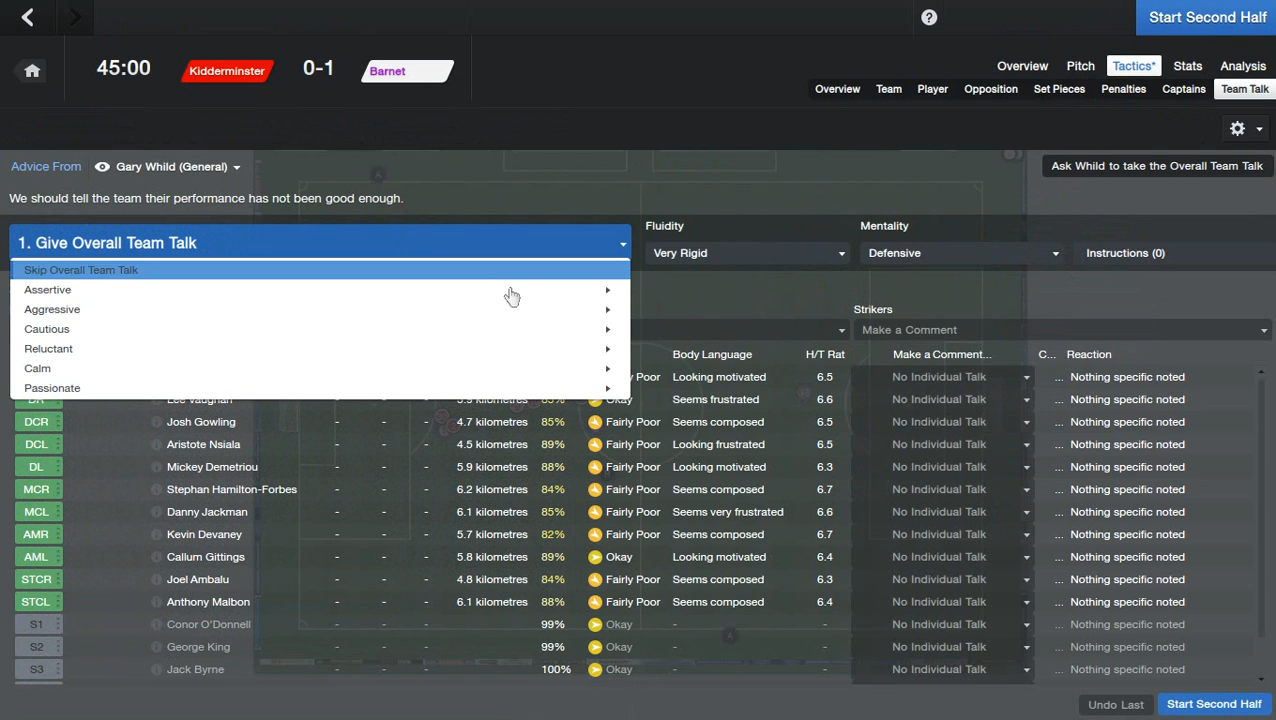 Start Second Half
45:00 Kidderminster 0-1 Barnet
Overview Pitch Tactics* Stats Analysis
Overview Team Player Opposition Set Pieces Penalties Captains Team Talk
Advice From Gary Whild (General) Ask Whild to take the Overall Team Talk
We should tell the team their performance has not been good enough.
1. Give Overall Team Talk
Fluidity Mentality
Very Rigid Defensive Instructions (0)
Skip Overall Team Talk
Assertive
Aggressive
Cautious
Reluctant
Calm
Passionate
Strikers
Make a Comment
Body Language H/T Rat Make a Comment... C... Reaction
Poor Looking motivated 6.5 No Individual Talk ... Nothing specific noted
DR Lee Vaughan 5.9 kilometres 85% Okay Seems frustrated 6.6 No Individual Talk ... Nothing specific noted
DCR Josh Gowling - - - 4.7 kilometres 85% Fairly Poor Seems composed 6.5 No Individual Talk ... Nothing specific noted
DCL Aristote Nsiala - - - 4.5 kilometres 89% Fairly Poor Looking frustrated 6.5 No Individual Talk ... Nothing specific noted
DL Mickey Demetriou - - - 5.9 kilometres 88% Fairly Poor Looking motivated 6.3 No Individual Talk ... Nothing specific noted
MCR Stephan Hamilton-Forbes - - - 6.2 kilometres 84% Fairly Poor Seems composed 6.7 No Individual Talk ... Nothing specific noted
MCL Danny Jackman - - - 6.1 kilometres 85% Fairly Poor Seems very frustrated 6.6 No Individual Talk ... Nothing specific noted
AMR Kevin Devaney - - - 5.7 kilometres 82% Fairly Poor Seems composed 6.7 No Individual Talk ... Nothing specific noted
AML Callum Gittings - - - 5.8 kilometres 89% Okay Looking motivated 6.4 No Individual Talk ... Nothing specific noted
STCR Joel Ambalu - - - 4.8 kilometres 84% Fairly Poor Seems composed 6.3 No Individual Talk ... Nothing specific noted
STCL Anthony Malbon - - - 6.1 kilometres 88% Fairly Poor Seems composed 6.4 No Individual Talk ... Nothing specific noted
S1 Conor O'Donnell - - - 99% Okay - - No Individual Talk ... Nothing specific noted
S2 George King - - - 99% Okay - - No Individual Talk ... Nothing specific noted
S3 Jack Byrne - - - 100% Okay - - No Individual Talk ... Nothing specific noted
Undo Last Start Second Half